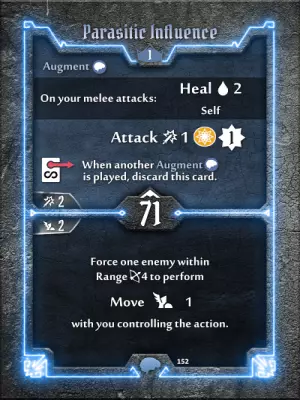 Parasitic Influence
1
Augment
On your melee attacks:
Heal 2
Self
Attack 1 1
When another Augment
is played, discard this card.
2
71
2
Force one enemy within
Range 4 to perform
Move 1
with you controlling the action.
152